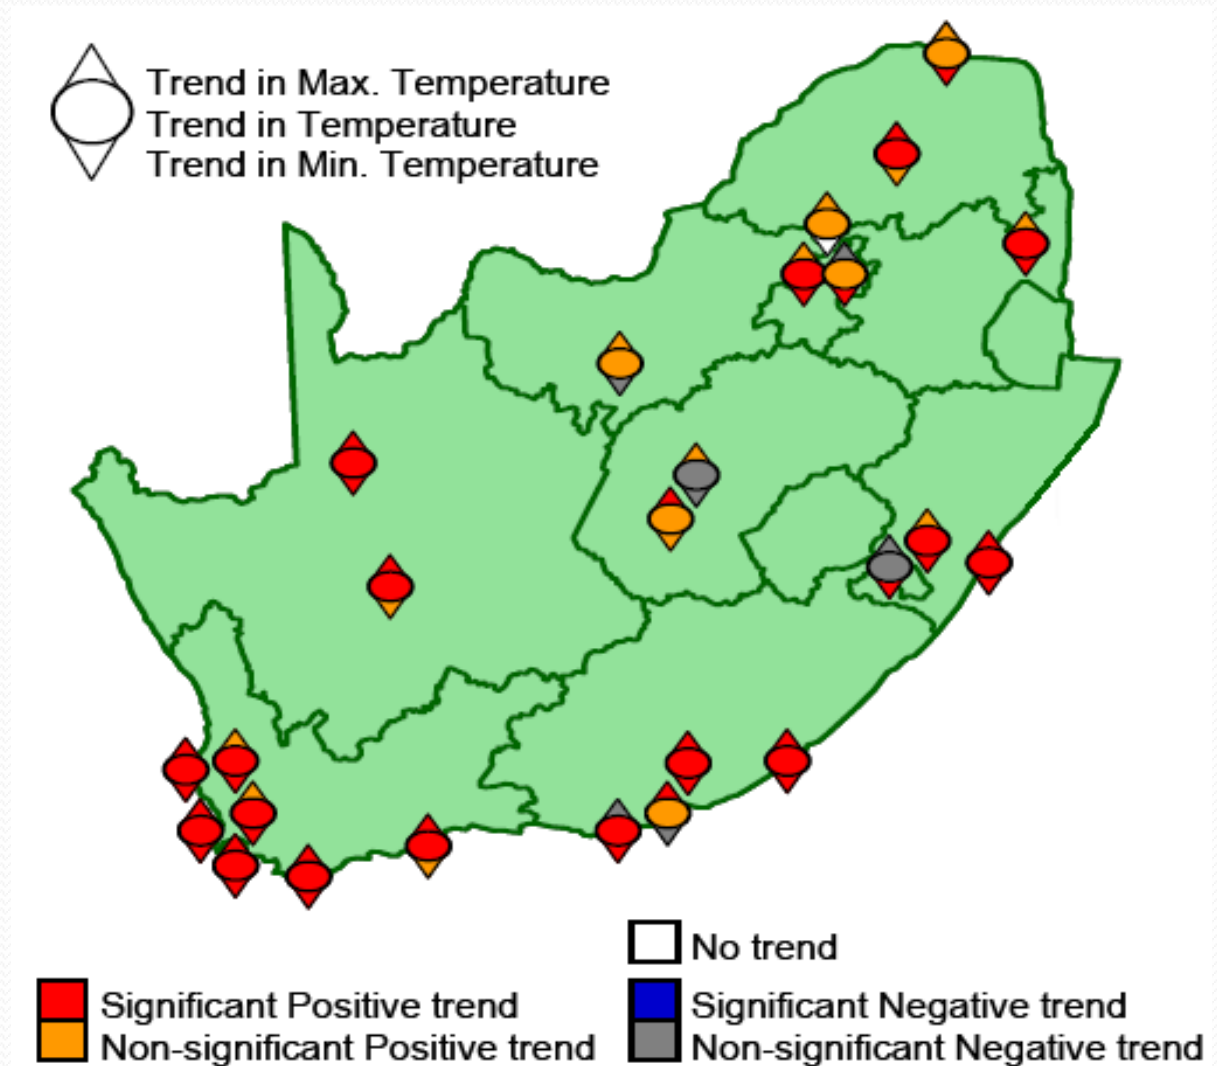 Trend in Max. Temperature
Trend in Temperature
Trend in Min. Temperature
No trend
Significant Positive trend
Significant Negative trend
Non-significant Positive trend
Non-significant Negative trend